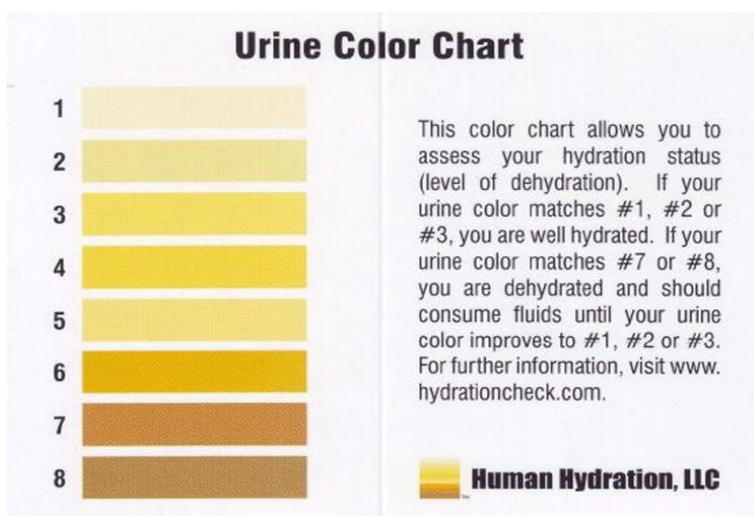 Urine Color Chart
1
2
3
4
5
6
7
8
This color chart allows you to
assess your hydration status
(level of dehydration). If your
urine color matches #1, #2 or
#3, you are well hydrated. If your
urine color matches #7 or #8,
you are dehydrated and should
consume fluids until your urine
color improves to #1, #2 or #3.
For further information, visit www.
hydrationcheck.com.
Human Hydration, LLC